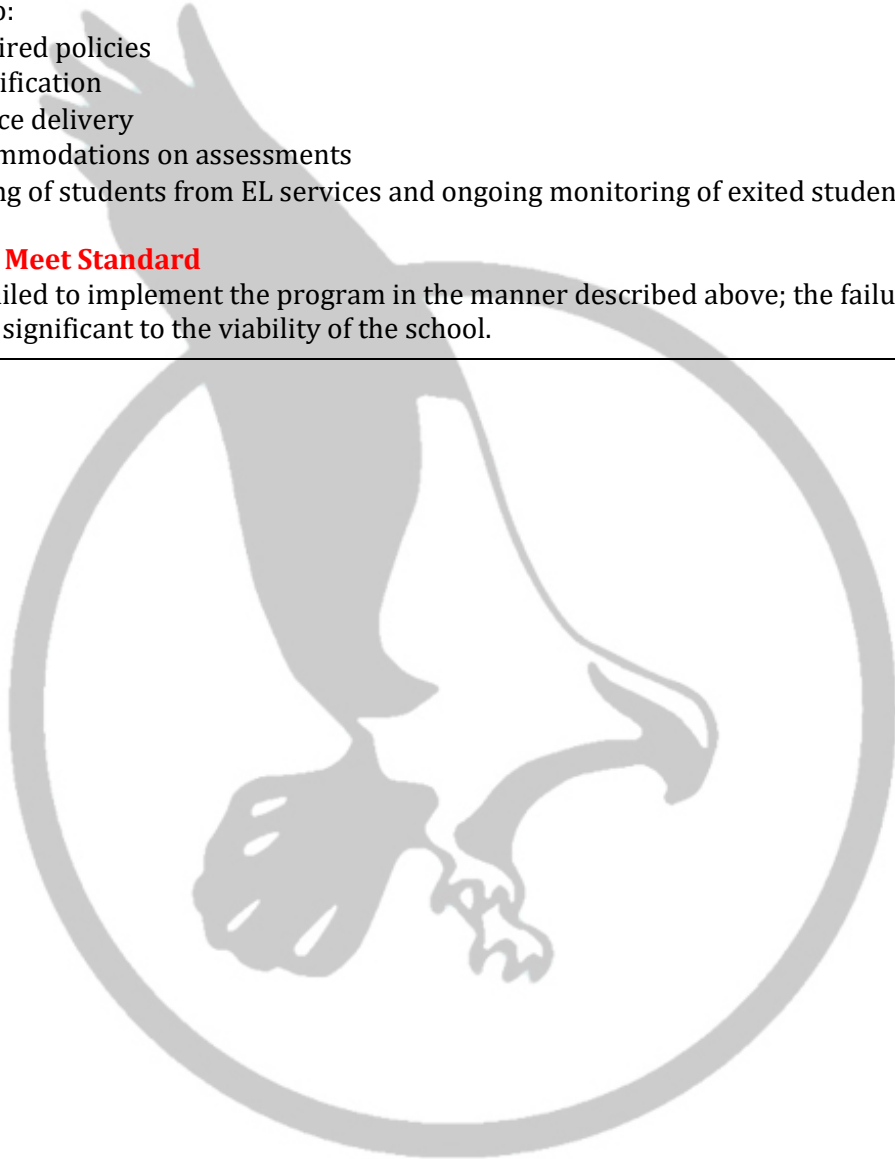 o:
ired policies
ification
ce delivery
mmodations on assessments
ng of students from EL services and ongoing monitoring of exited studen
Meet Standard
iled to implement the program in the manner described above; the failu
significant to the viability of the school.